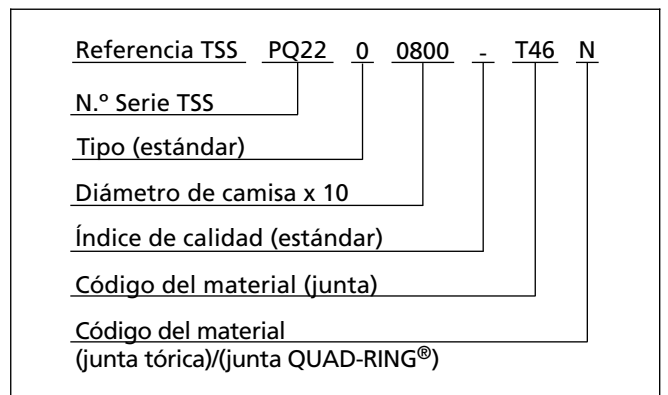 Referencia TSS PQ22 0 0800 - T46 N
N.º Serie TSS
Tipo (estándar)
Diámetro de camisa x 10
Índice de calidad (estándar)
Código del material (junta)
Código del material
(junta tórica)/(junta QUAD-RING®)